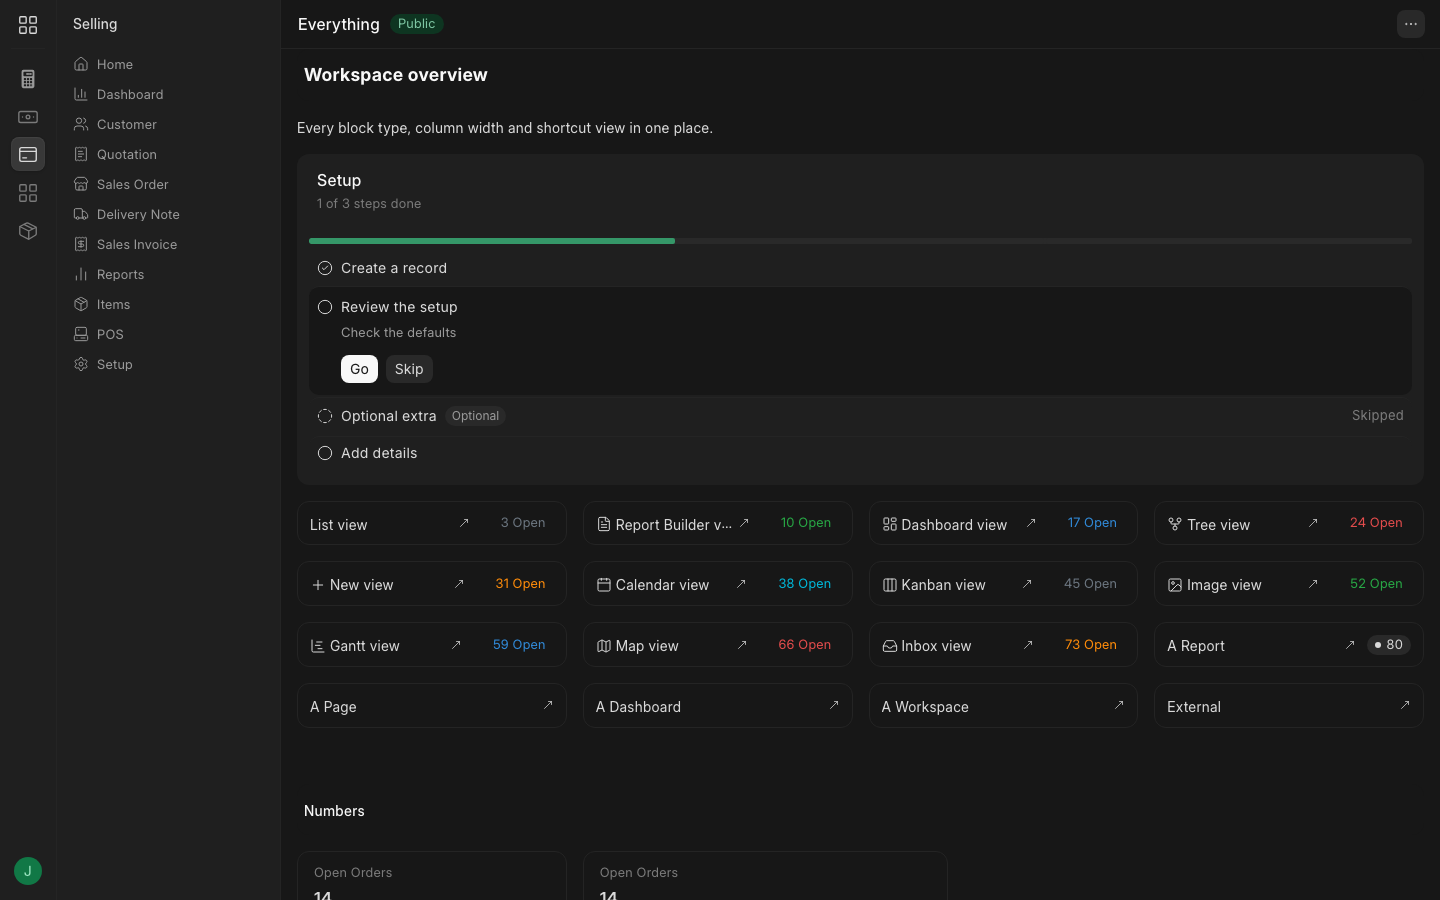 Selling
Home
Dashboard
Customer
Quotation
Sales Order
Delivery Note
Sales Invoice
Reports
Items
POS
Setup
J
Everything Public
Workspace overview
Every block type, column width and shortcut view in one place.
Setup
1 of 3 steps done
Create a record
Review the setup
Check the defaults
Go Skip
Optional extra Optional Skipped
Add details
List view 3 Open Report Builder v... 10 Open Dashboard view 17 Open Tree view 24 Open
New view 31 Open Calendar view 38 Open Kanban view 45 Open Image view 52 Open
Gantt view 59 Open Map view 66 Open Inbox view 73 Open A Report 80
A Page A Dashboard A Workspace External
Numbers
Open Orders Open Orders
14 14